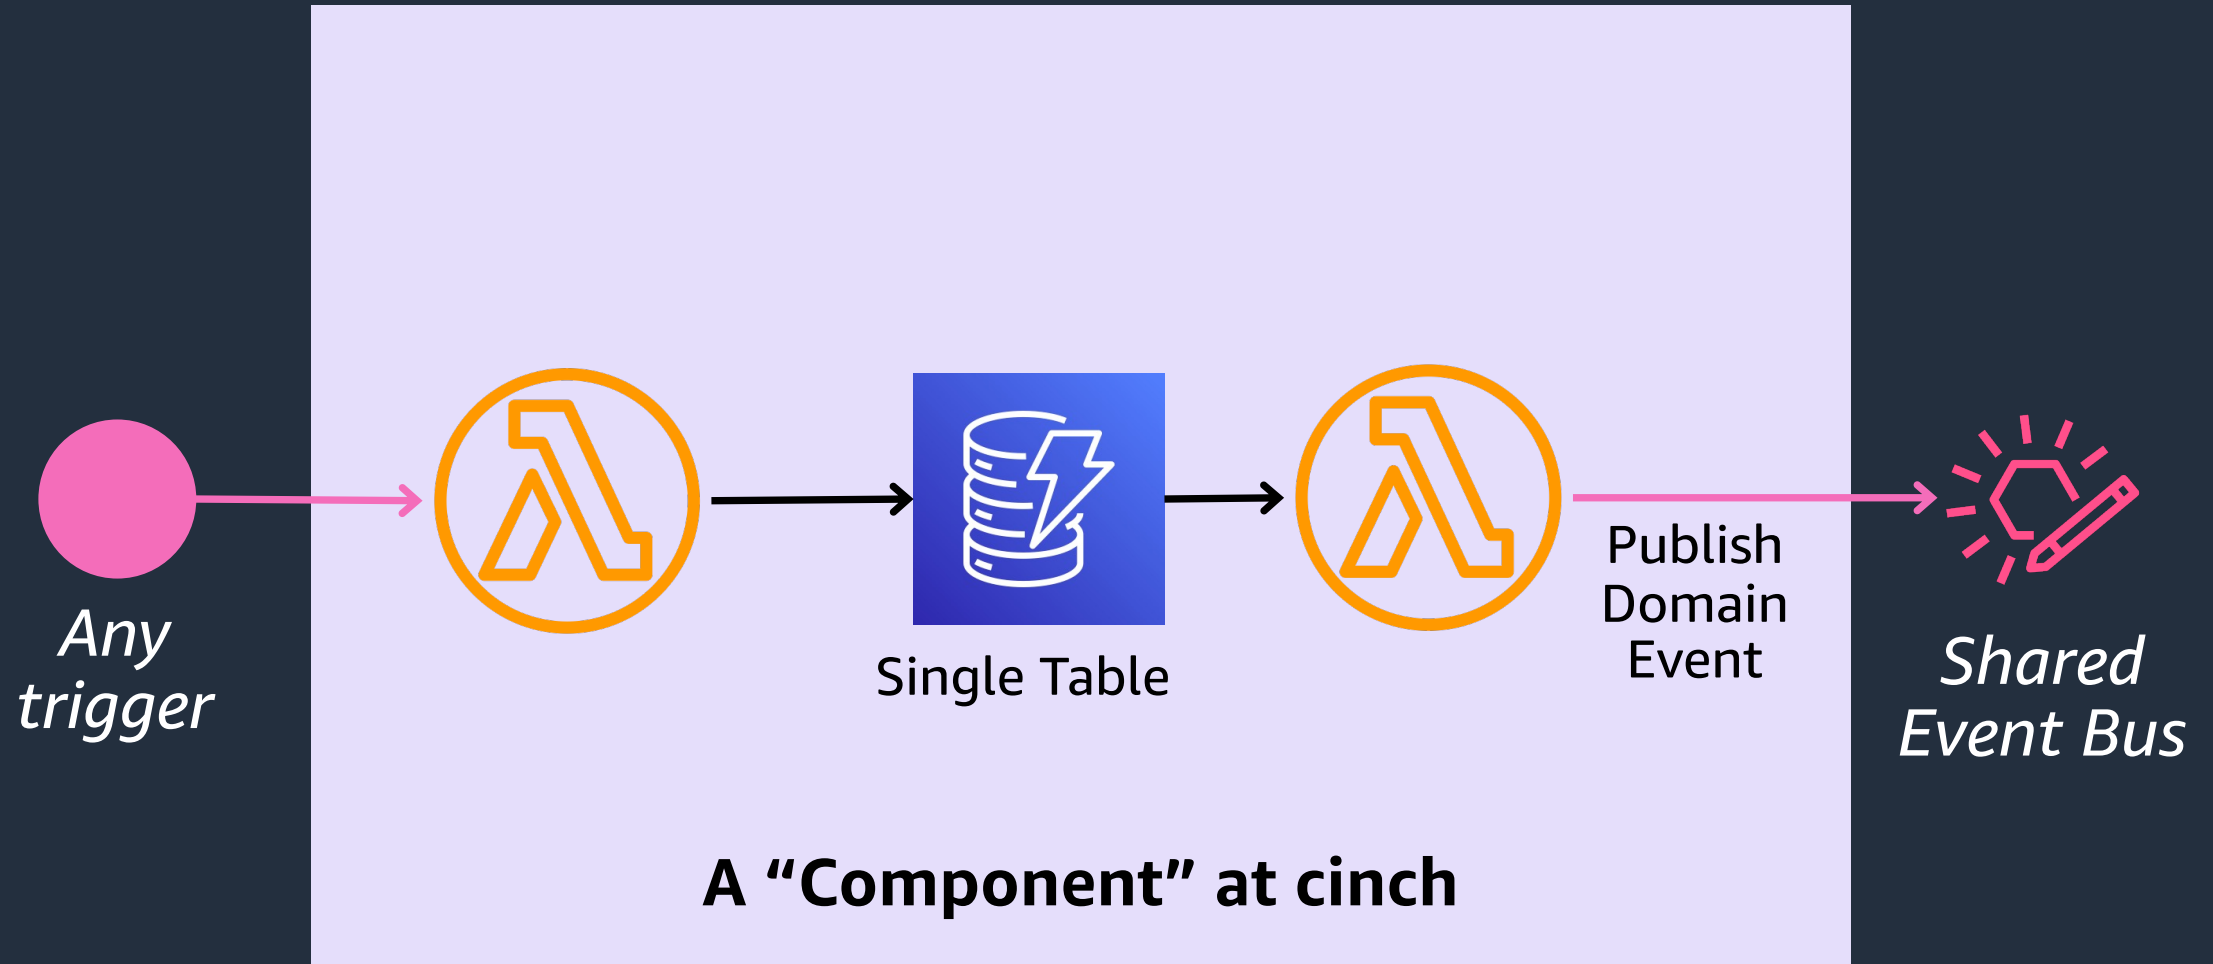 Any
trigger
Single Table
Publish
Domain
Event
Shared
Event Bus
A “Component” at cinch